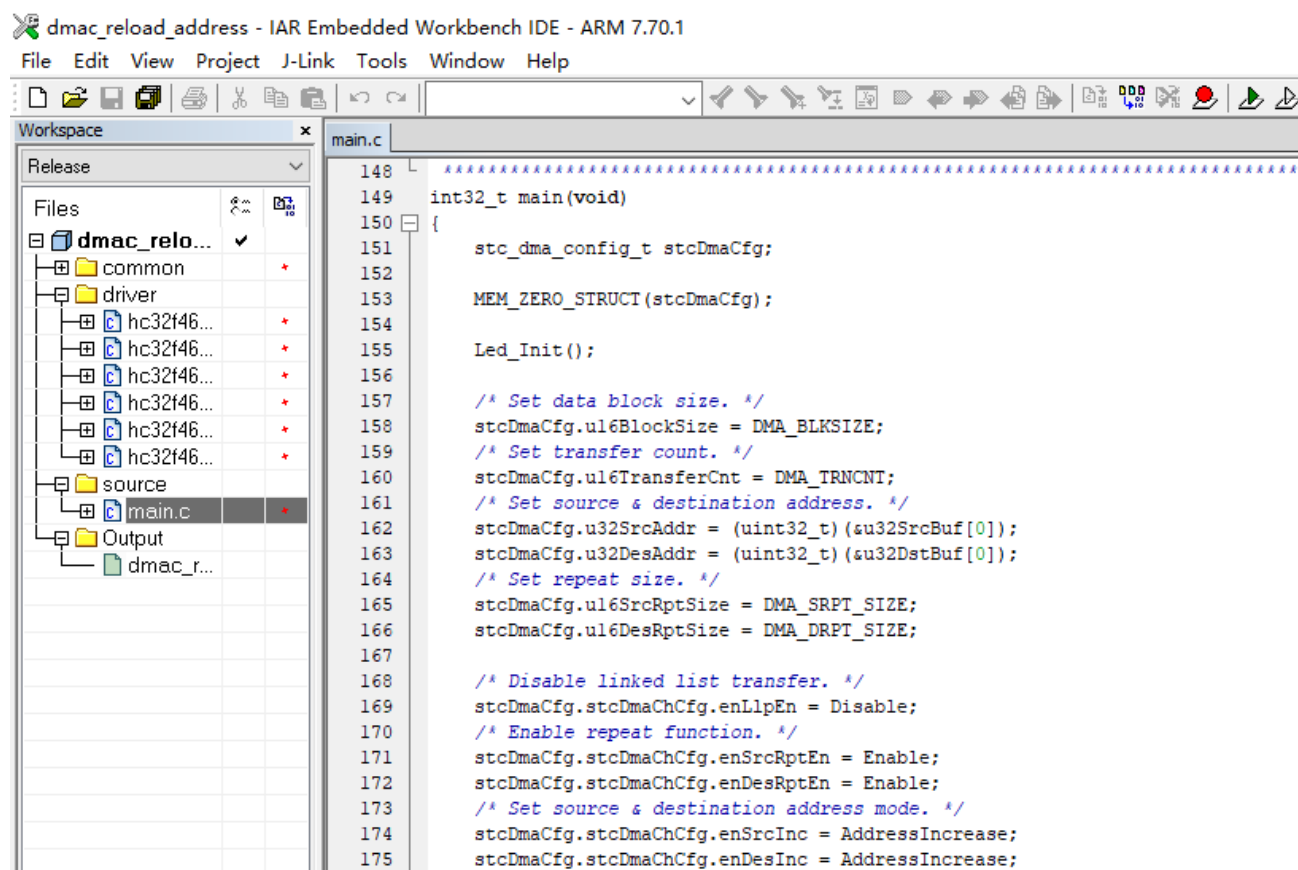 dmac_reload_address - IAR Embedded Workbench IDE - ARM 7.70.1
File Edit View Project J-Link Tools Window Help
Workspace
Release
Files
dmac_relo...
common
driver
hc32f46...
hc32f46...
hc32f46...
hc32f46...
hc32f46...
hc32f46...
source
main.c
Output
dmac_r...
main.c
148 *******************************************************************************
149 int32_t main(void)
150 {
151 stc_dma_config_t stcDmaCfg;
152
153 MEM_ZERO_STRUCT(stcDmaCfg);
154
155 Led_Init();
156
157 /* Set data block size. */
158 stcDmaCfg.u16BlockSize = DMA_BLKSIZE;
159 /* Set transfer count. */
160 stcDmaCfg.u16TransferCnt = DMA_TRNCNT;
161 /* Set source & destination address. */
162 stcDmaCfg.u32SrcAddr = (uint32_t)(&u32SrcBuf[0]);
163 stcDmaCfg.u32DesAddr = (uint32_t)(&u32DstBuf[0]);
164 /* Set repeat size. */
165 stcDmaCfg.u16SrcRptSize = DMA_SRPT_SIZE;
166 stcDmaCfg.u16DesRptSize = DMA_DRPT_SIZE;
167
168 /* Disable linked list transfer. */
169 stcDmaCfg.stcDmaChCfg.enLlpEn = Disable;
170 /* Enable repeat function. */
171 stcDmaCfg.stcDmaChCfg.enSrcRptEn = Enable;
172 stcDmaCfg.stcDmaChCfg.enDesRptEn = Enable;
173 /* Set source & destination address mode. */
174 stcDmaCfg.stcDmaChCfg.enSrcInc = AddressIncrease;
175 stcDmaCfg.stcDmaChCfg.enDesInc = AddressIncrease;